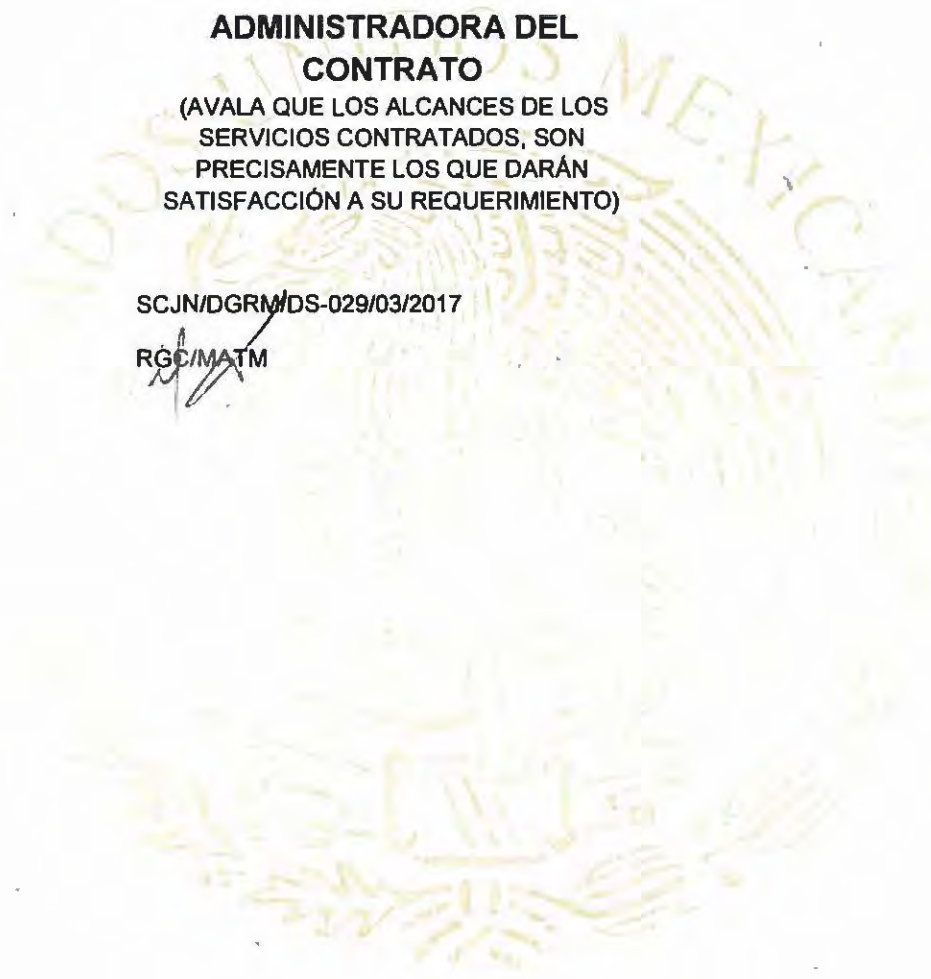 ADMINISTRADORA DEL
CONTRATO
(AVALA QUE LOS ALCANCES DE LOS
SERVICIOS CONTRATADOS, SON
PRECISAMENTE LOS QUE DARÁN
SATISFACCIÓN A SU REQUERIMIENTO)
SCJN/DGRM/DS-029/03/2017
RGC/MATM